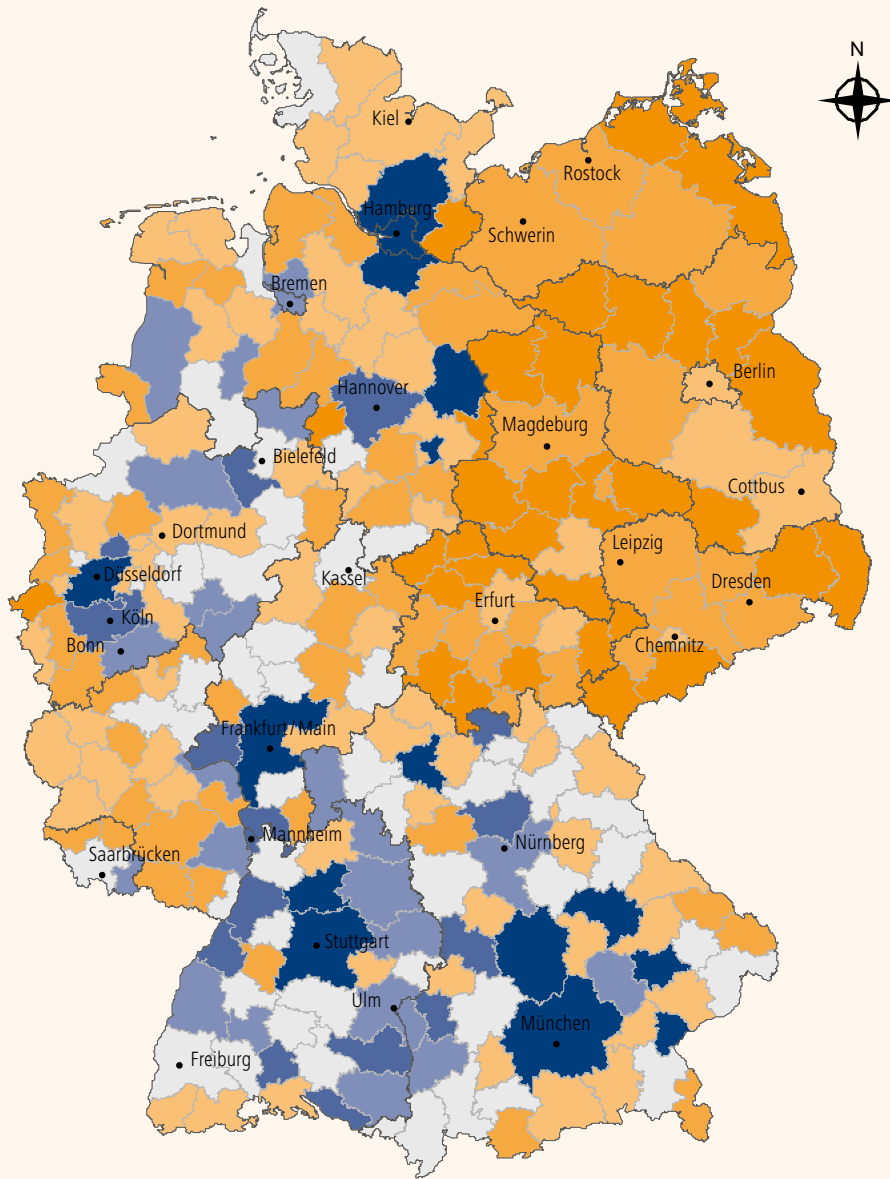 N
Kiel
Rostock
Hamburg
Schwerin
Bremen
Berlin
Hannover
Magdeburg
Bielefeld
Cottbus
Dortmund
Leipzig
Düsseldorf
Kassel
Dresden
Erfurt
Köln
Chemnitz
Bonn
Frankfurt/Main
Mannheim
Nürnberg
Saarbrücken
Stuttgart
Ulm
München
Freiburg